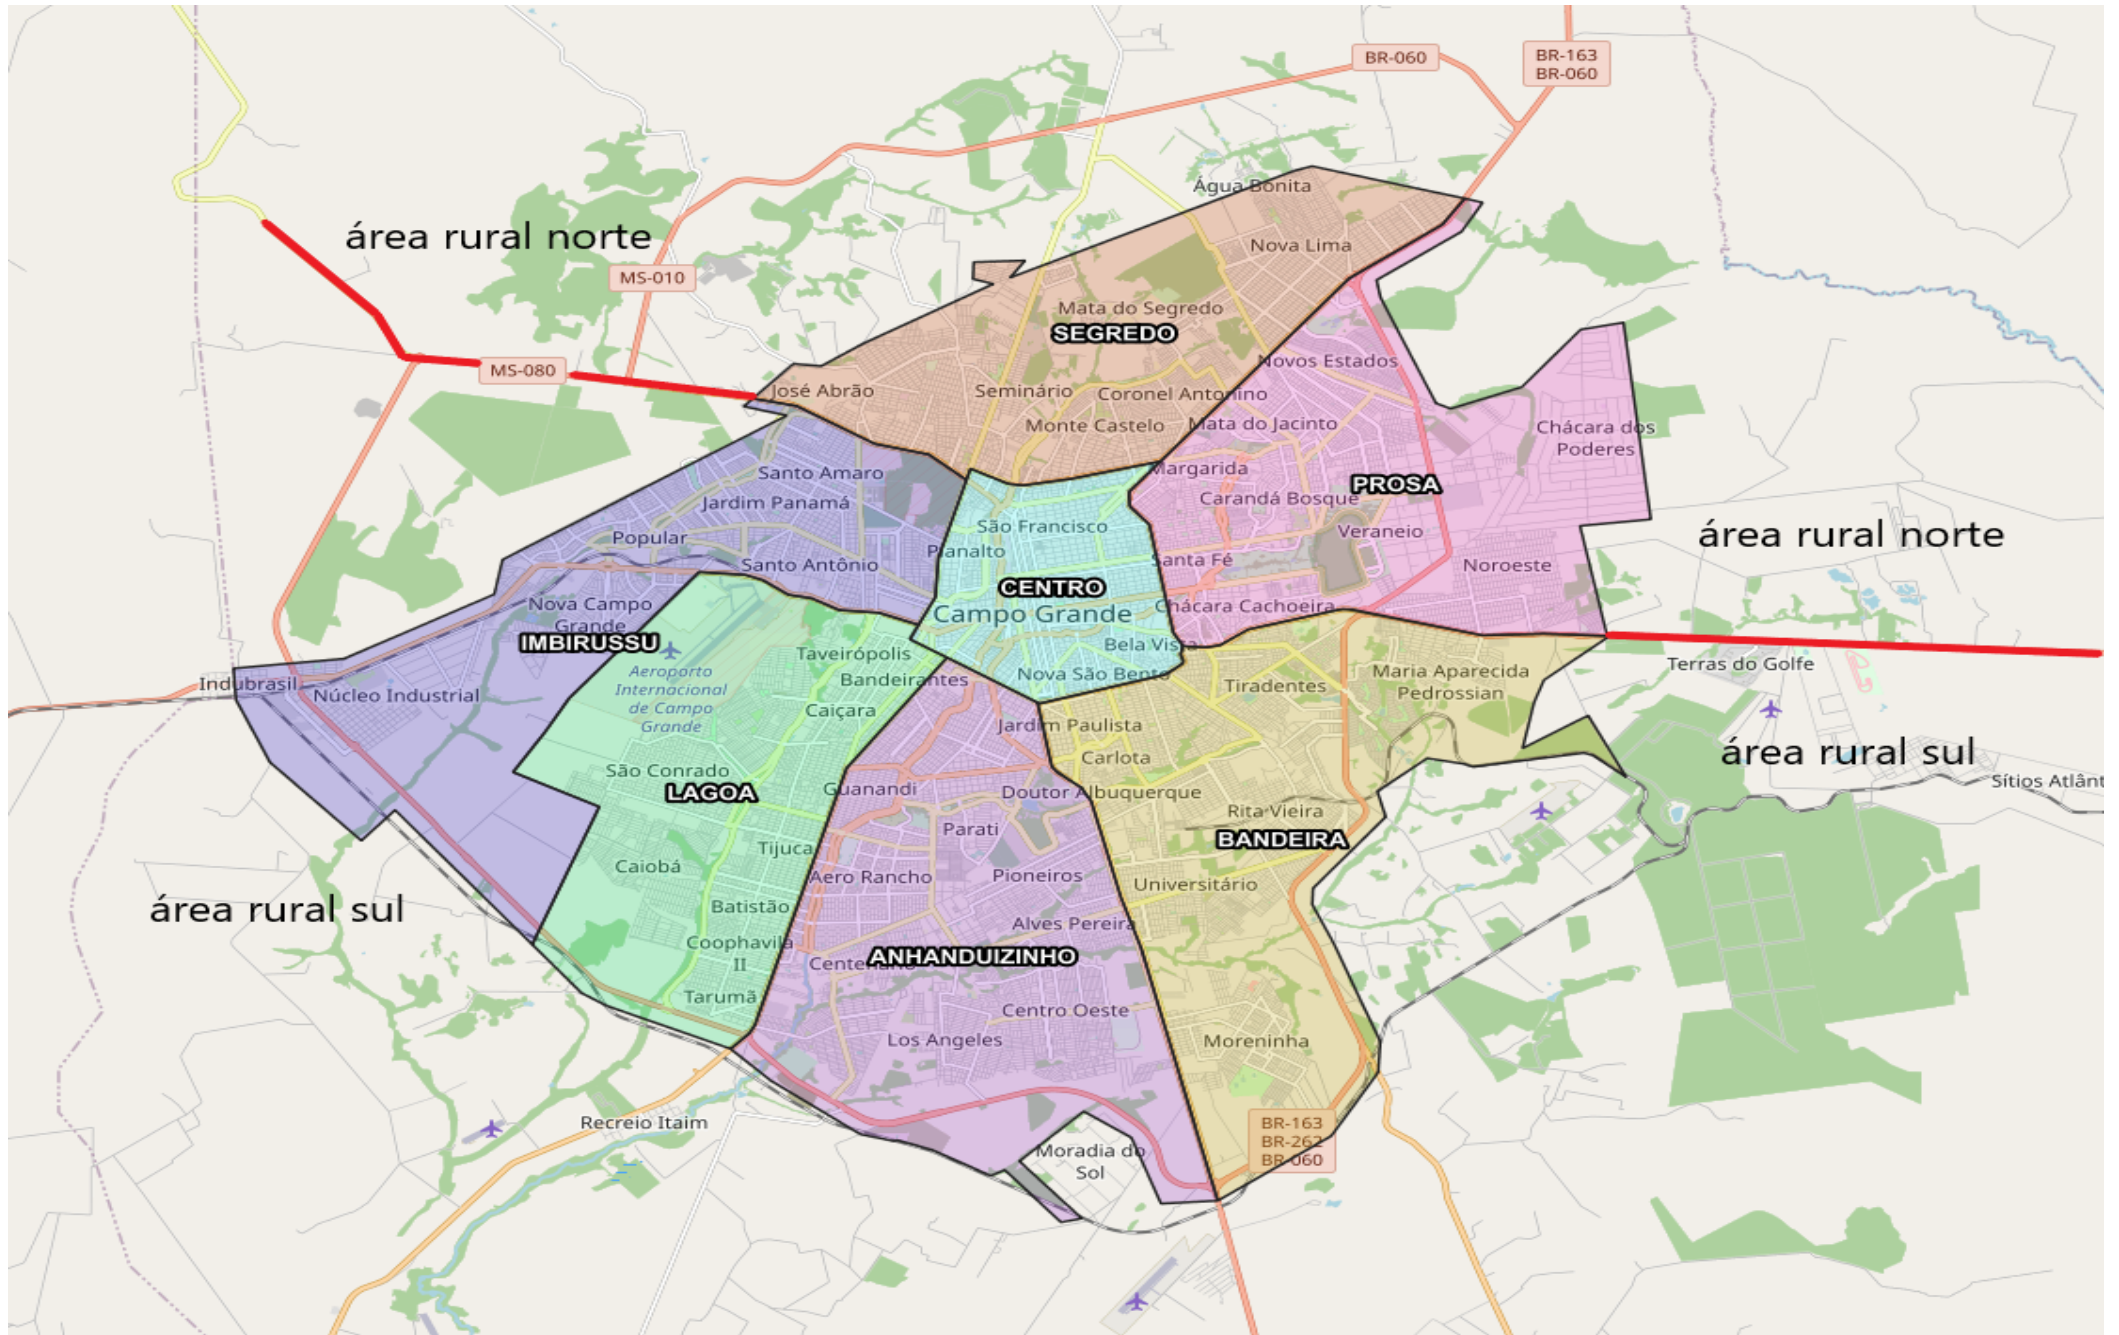 BR-060
BR-163
BR-060
Água Bonita
área rural norte
Nova Lima
MS-010
Mata do Segredo
SEGREDO
MS-080
Novos Estados
José Abrão
Seminário
Coronel Antonino
Monte Castelo
Mata do Jacinto
Chácara dos
Poderes
Santo Amaro
Margarida
PROSA
Jardim Panamá
Carandá Bosque
São Francisco
Veraneio
área rural norte
Popular
Planalto
Santo Antônio
Santa Fé
Noroeste
CENTRO
Nova Campo
Grande
Campo Grande
Chácara Cachoeira
IMBIRUSSU
Bela Vista
Taveirópolis
Terras do Golfe
Aeroporto
Internacional
de Campo
Grande
Maria Aparecida
Pedrossian
Indubrasil
Núcleo Industrial
Bandeirantes
Nova São Bento
Tiradentes
Caiçara
Jardim Paulista
área rural sul
Carlota
São Conrado
LAGOA
Guanandi
Doutor Albuquerque
Sítios Atlânt
Rita Vieira
Parati
BANDEIRA
Tijuca
Caiobá
Aero Rancho
Pioneiros
Universitário
área rural sul
Batistão
Alves Pereira
Coophavila
II
ANHANDUIZINHO
Centenário
Tarumã
Centro Oeste
Los Angeles
Moreninha
Recreio Itaim
BR-163
BR-262
BR-060
Moradia do
Sol